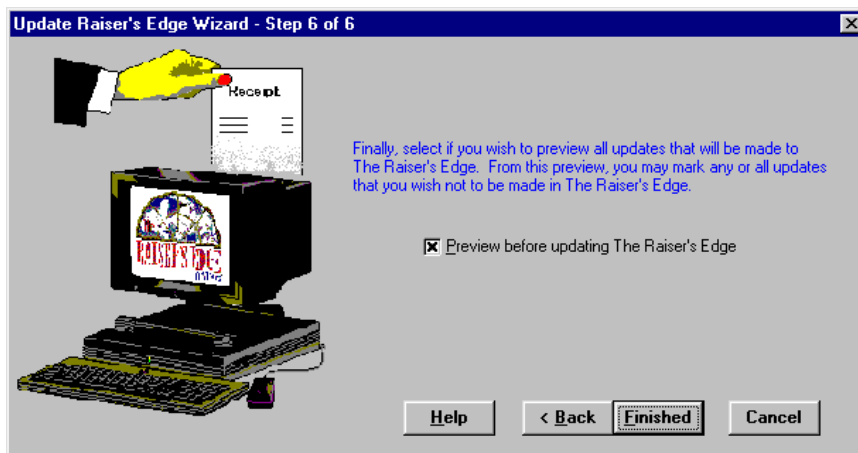 Update Raiser's Edge Wizard - Step 6 of 6
Receipt
Finally, select if you wish to preview all updates that will be made to
The Raiser's Edge. From this preview, you may mark any or all updates
that you wish not to be made in The Raiser's Edge.
Preview before updating The Raiser's Edge
RAISER'S EDGE
Help
< Back
Finished
Cancel